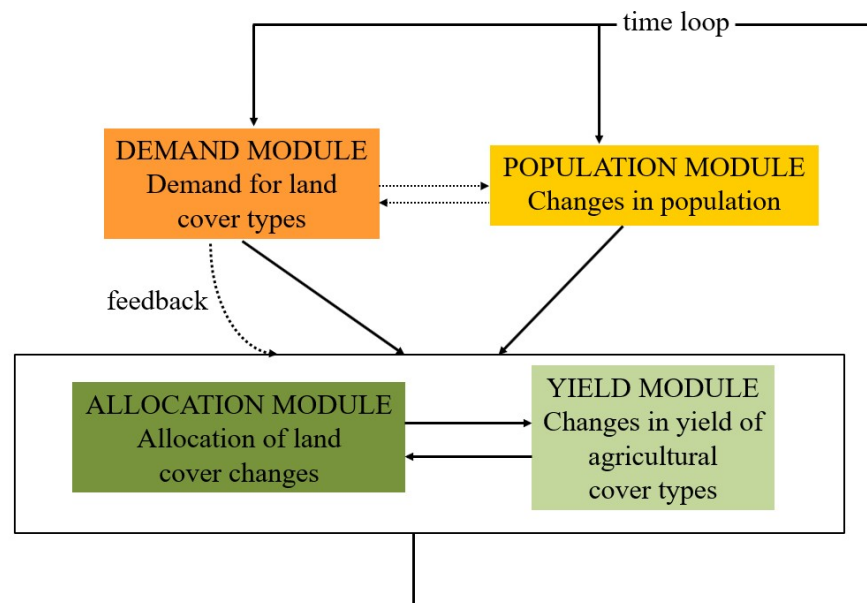 time loop
DEMAND MODULE
Demand for land
cover types
POPULATION MODULE
Changes in population
feedback
ALLOCATION MODULE
Allocation of land
cover changes
YIELD MODULE
Changes in yield of
agricultural
cover types